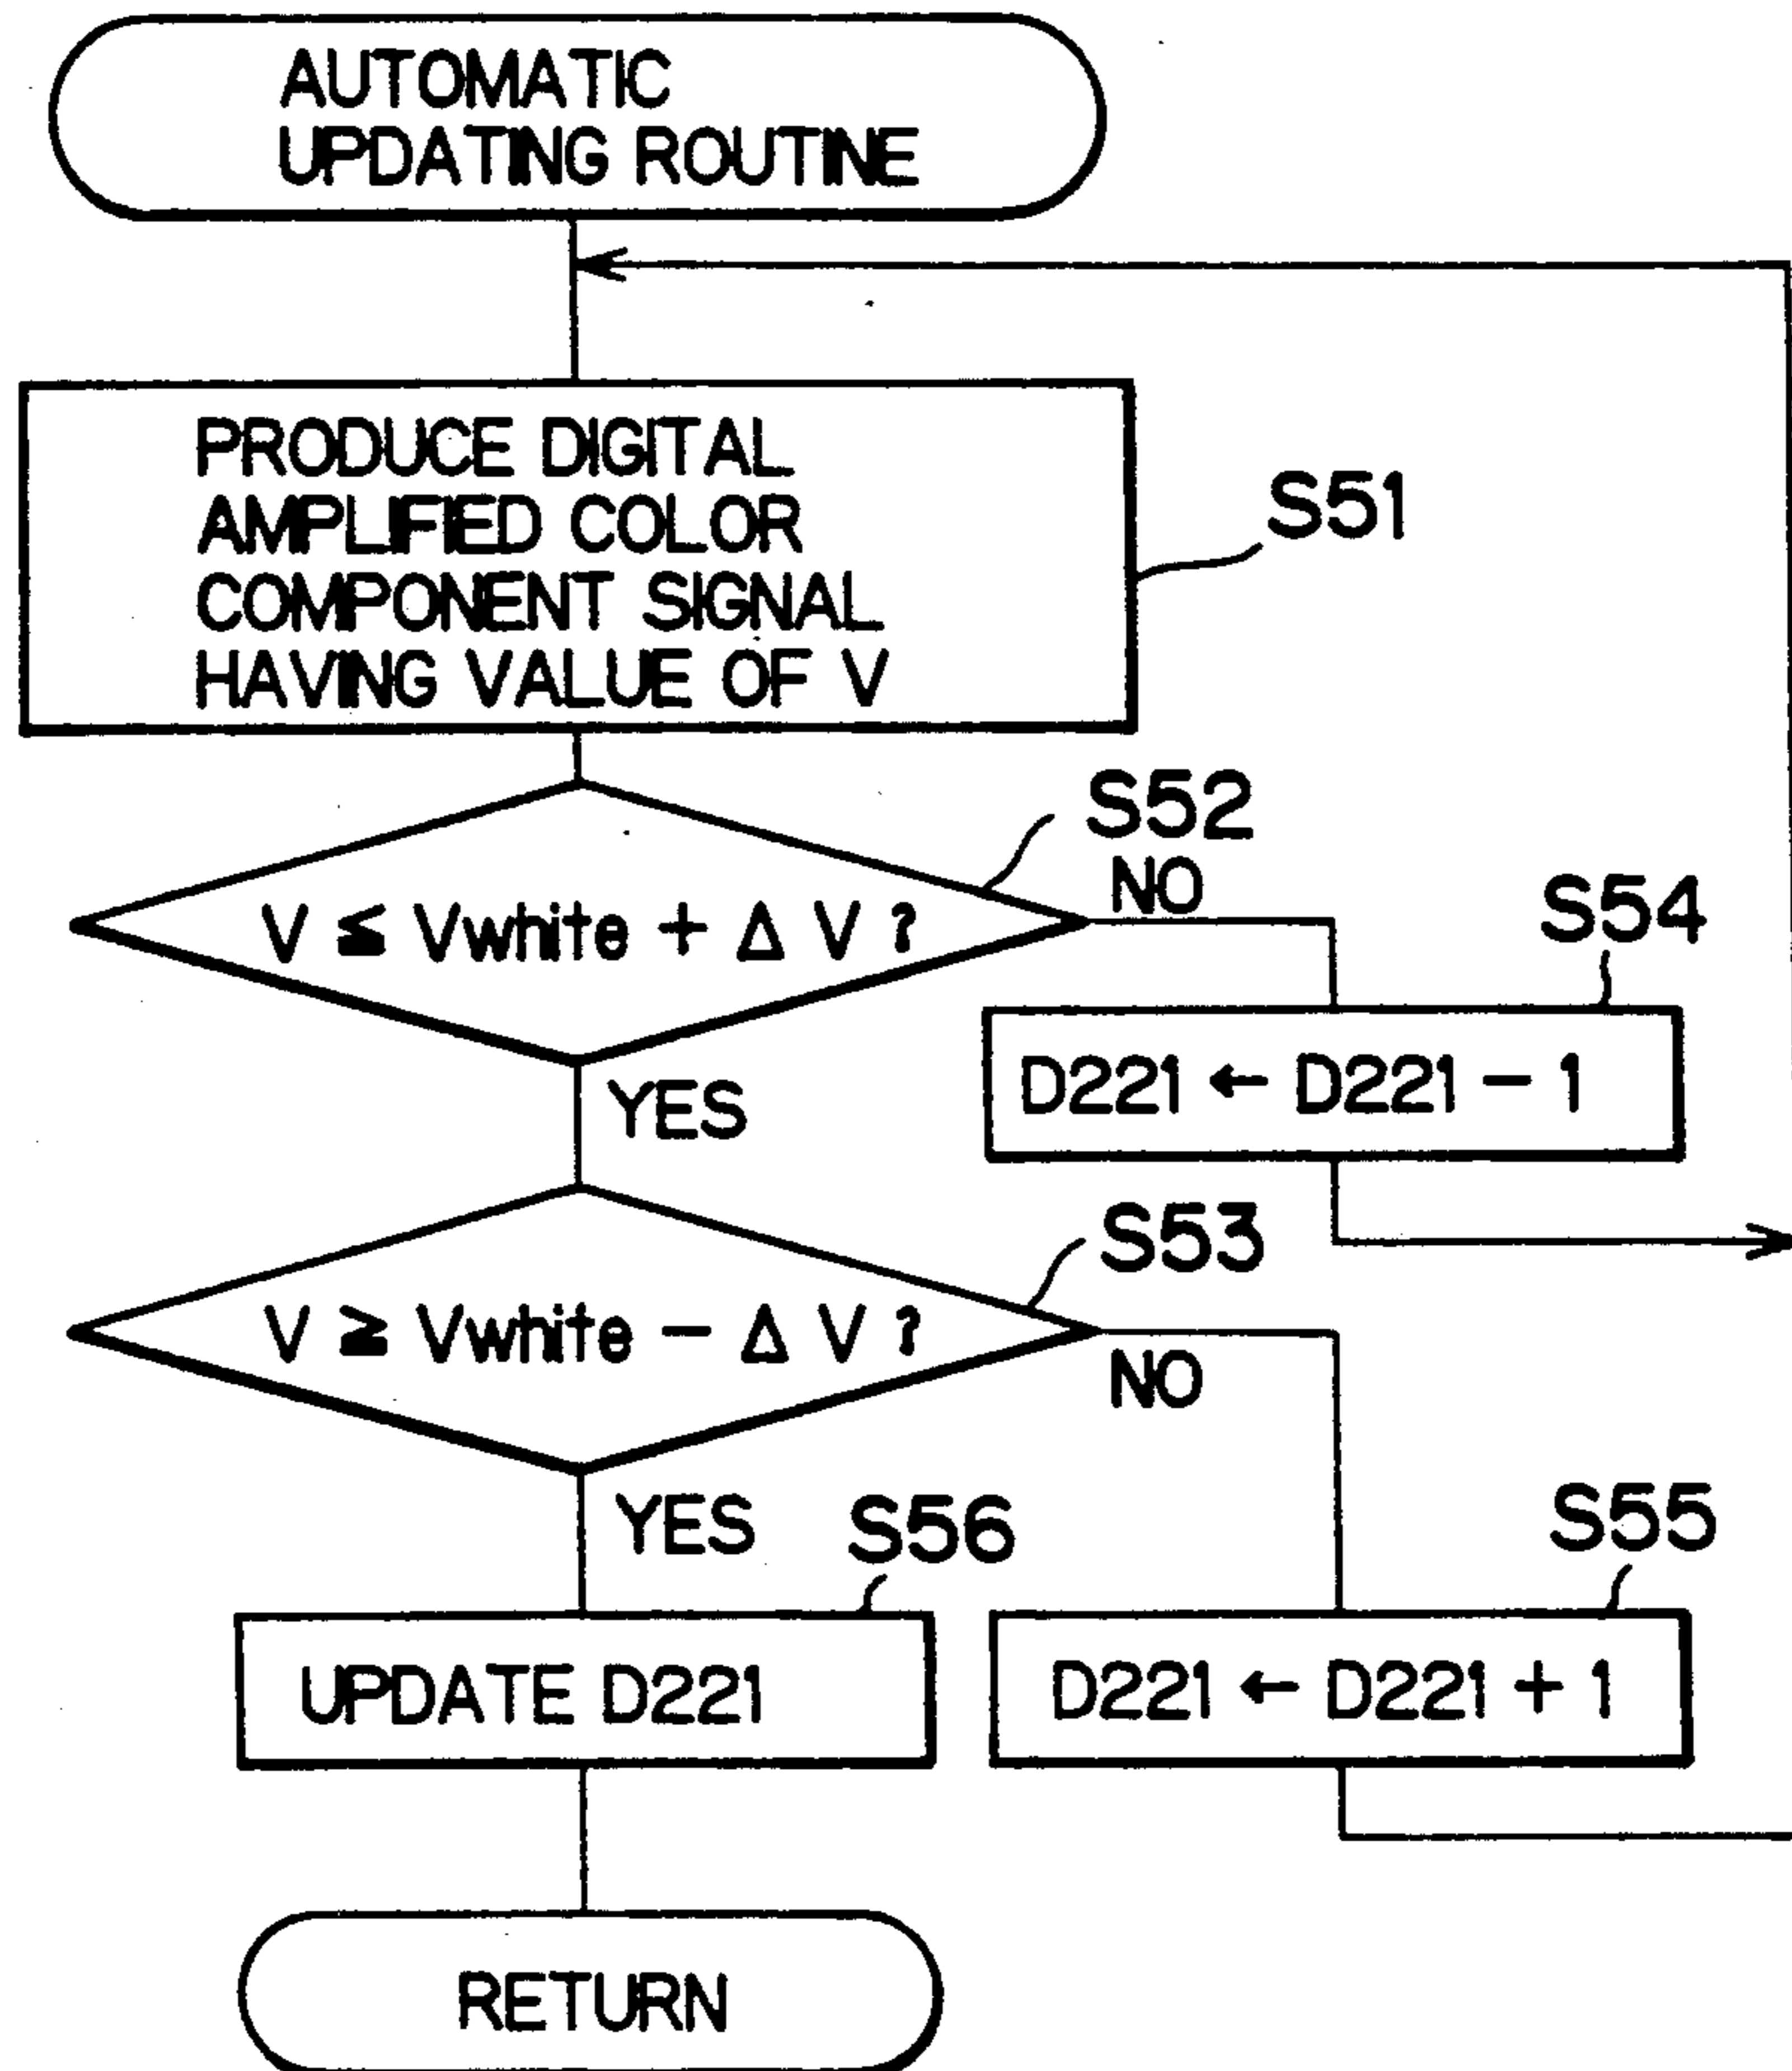 AUTOMATIC
UPDATING ROUTINE
PRODUCE DIGITAL
AMPLIFIED COLOR
COMPONENT SIGNAL
HAVING VALUE OF V
S51
S52
V ≦ Vwhite + Δ V ?
NO
S54
D221 ← D221 − 1
YES
S53
V ≧ Vwhite − Δ V ?
NO
YES
S56
S55
UPDATE D221
D221 ← D221 + 1
RETURN